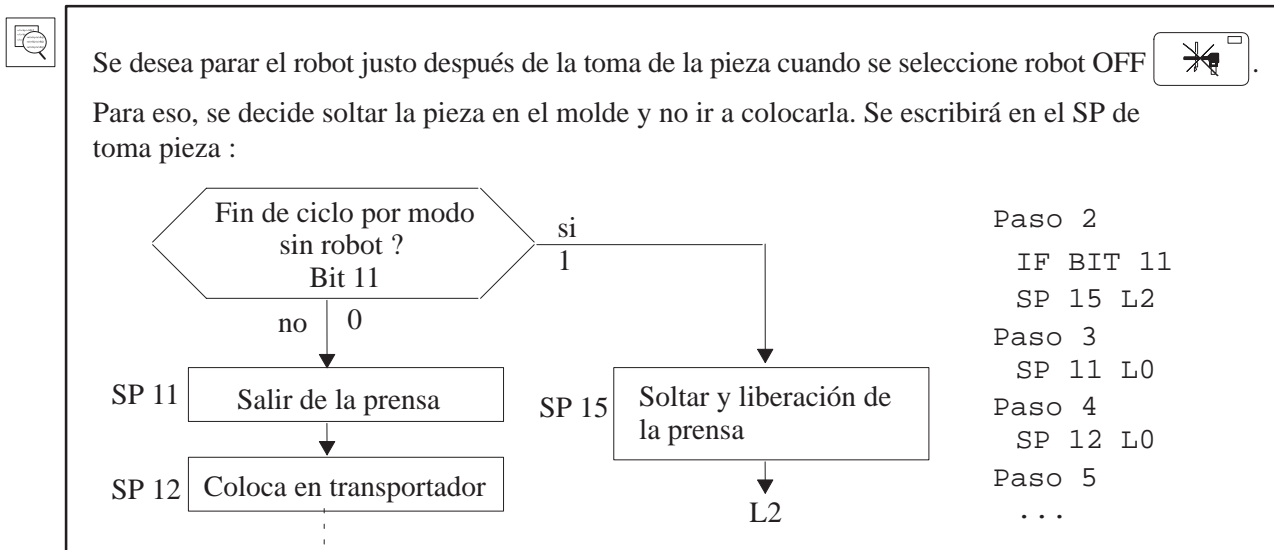 Se desea parar el robot justo después de la toma de la pieza cuando se seleccione robot OFF .
Para eso, se decide soltar la pieza en el molde y no ir a colocarla. Se escribirá en el SP de
toma pieza :
Fin de ciclo por modo
sin robot ?
Bit 11
si
1
no 0
SP 11
Salir de la prensa
SP 12
Coloca en transportador
SP 15
Soltar y liberación de
la prensa
L2
Paso 2
IF BIT 11
SP 15 L2
Paso 3
SP 11 L0
Paso 4
SP 12 L0
Paso 5
...